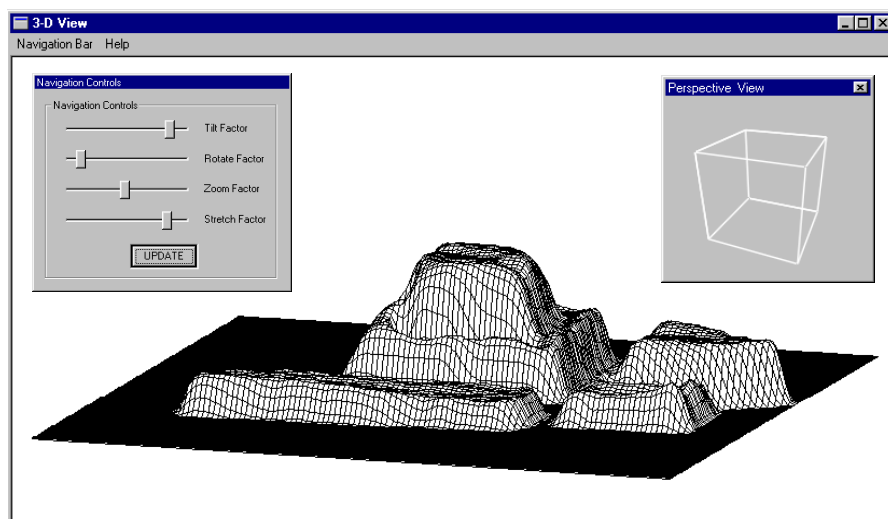 3-D View
Navigation Bar Help
Navigation Controls
Navigation Controls
Tilt Factor
Rotate Factor
Zoom Factor
Stretch Factor
UPDATE
Perspective View